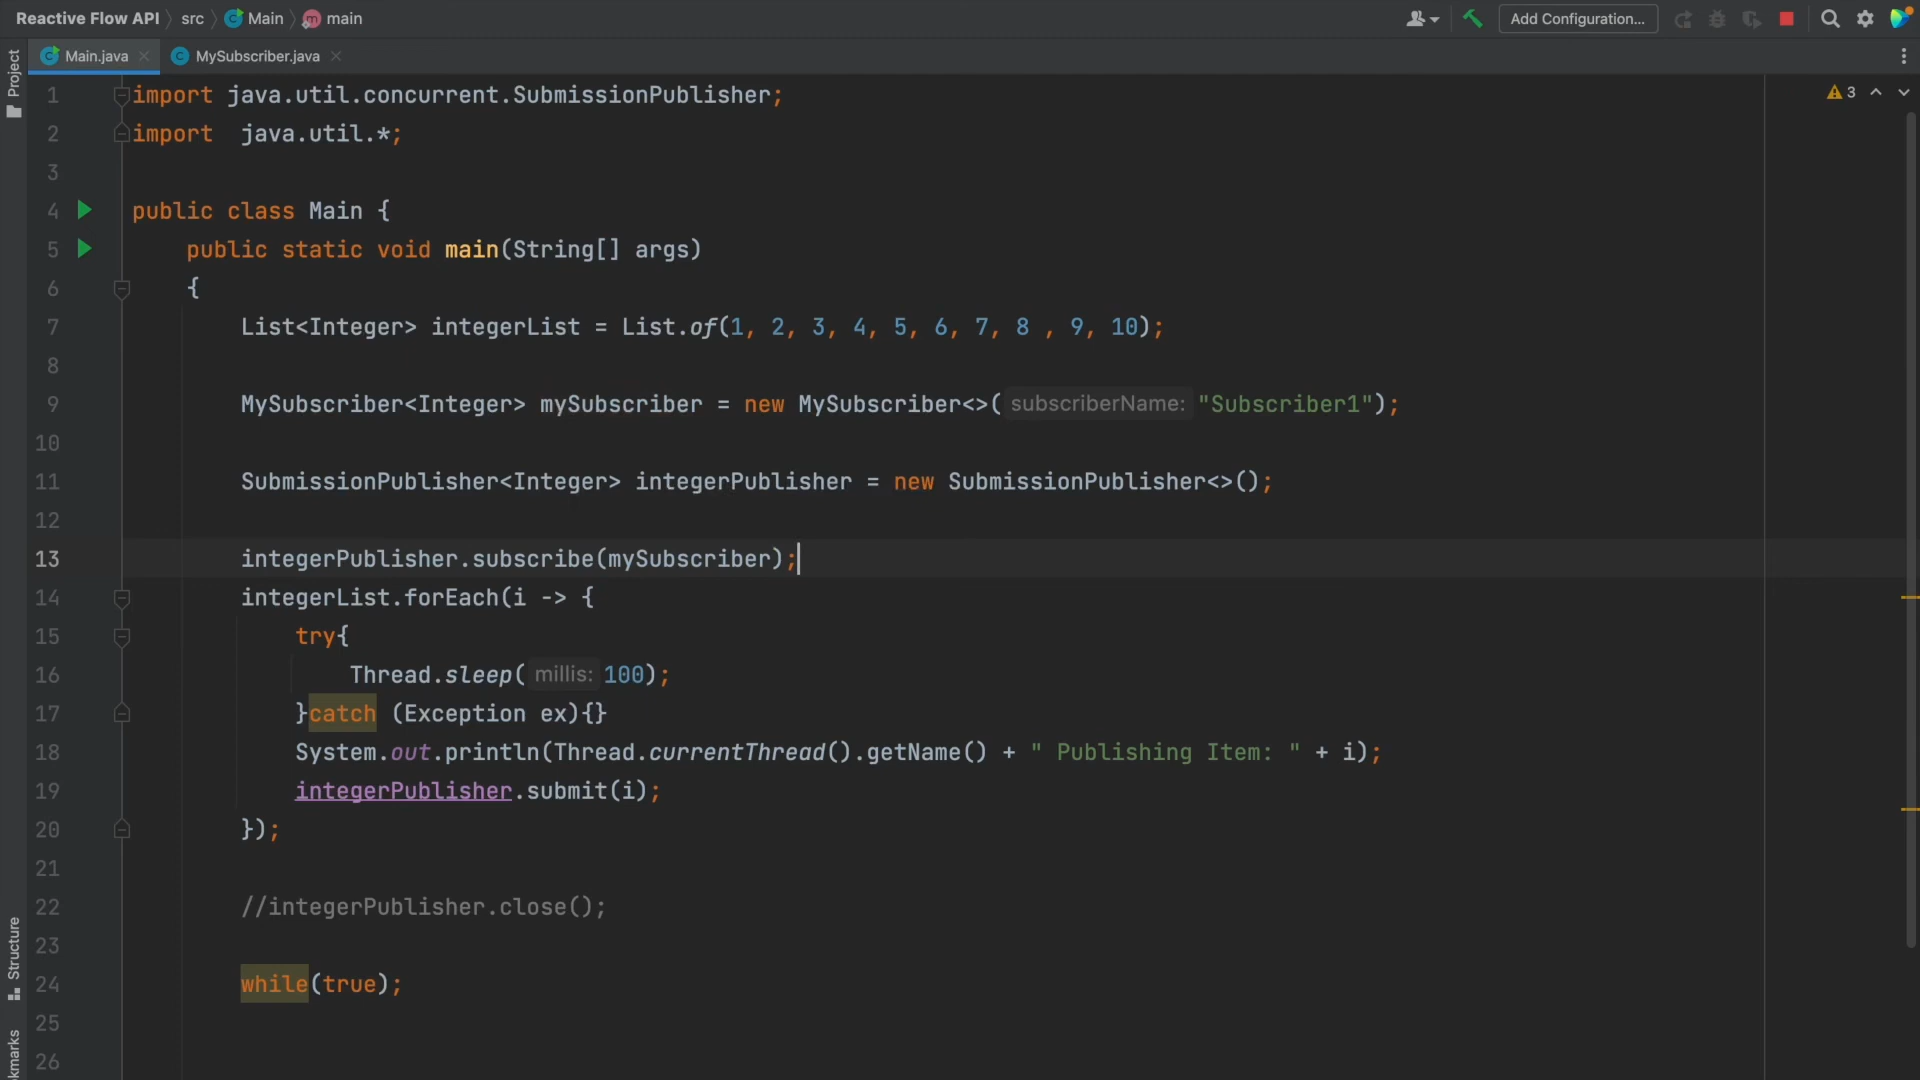 Reactive Flow API src Main main Add Configuration...
Main.java MySubscriber.java
Project
3
1 import java.util.concurrent.SubmissionPublisher;
2 import  java.util.*;
3
4 public class Main {
5 public static void main(String[] args)
6 {
7 List<Integer> integerList = List.of(1, 2, 3, 4, 5, 6, 7, 8 , 9, 10);
8
9 MySubscriber<Integer> mySubscriber = new MySubscriber<>( subscriberName: "Subscriber1");
10
11 SubmissionPublisher<Integer> integerPublisher = new SubmissionPublisher<>();
12
13 integerPublisher.subscribe(mySubscriber);
14 integerList.forEach(i -> {
15 try{
16 Thread.sleep( millis: 100);
17 }catch (Exception ex){}
18 System.out.println(Thread.currentThread().getName() + " Publishing Item: " + i);
19 integerPublisher.submit(i);
20 });
21
22 //integerPublisher.close();
23
24 while(true);
25
26
Structure
kmarks